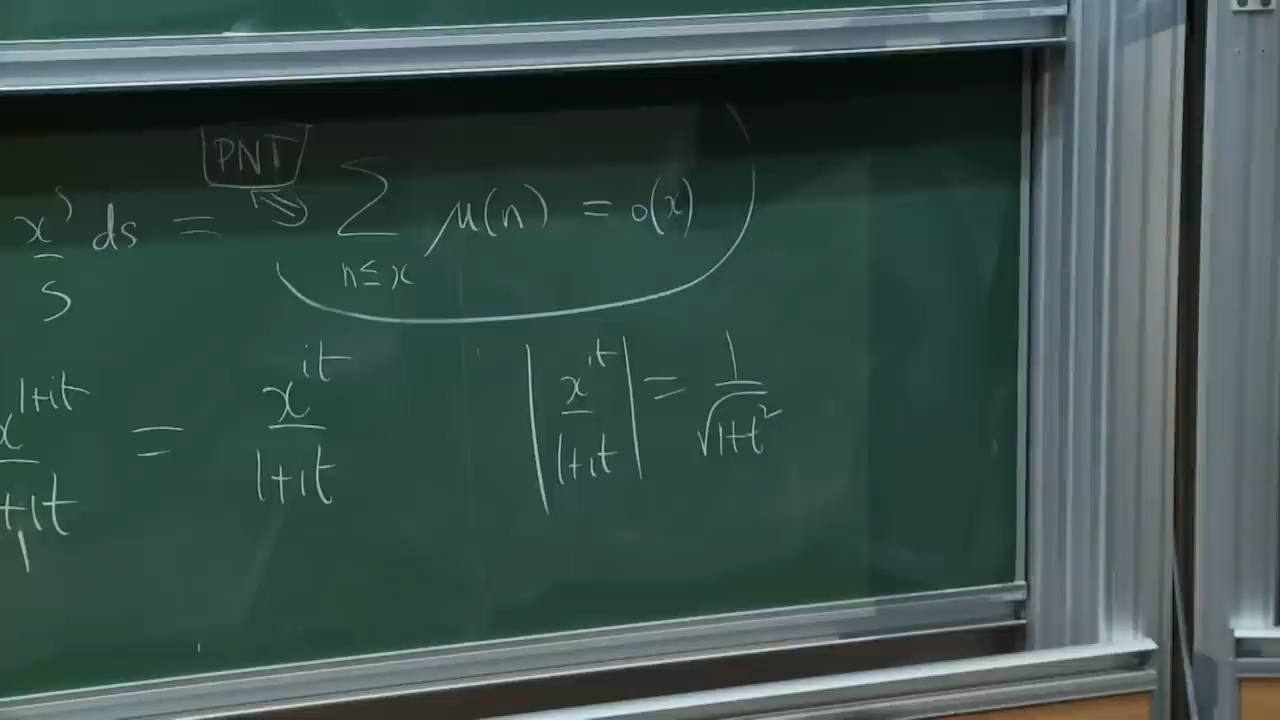 PNT
x^s/s ds = ∑_{n≤x} μ(n) = o(x)
x^{1+it}/1+it = x^{it}/1+it |x^{it}/1+it| = 1/√1+t²